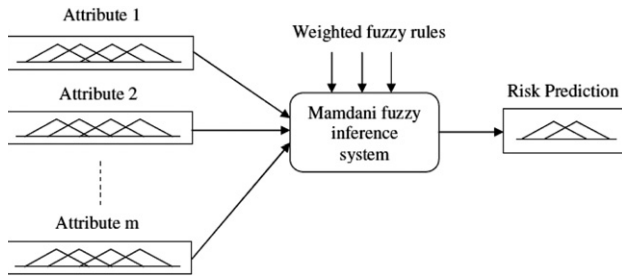 Attribute 1
Weighted fuzzy rules
Attribute 2
Mamdani fuzzy
inference
system
Risk Prediction
Attribute m